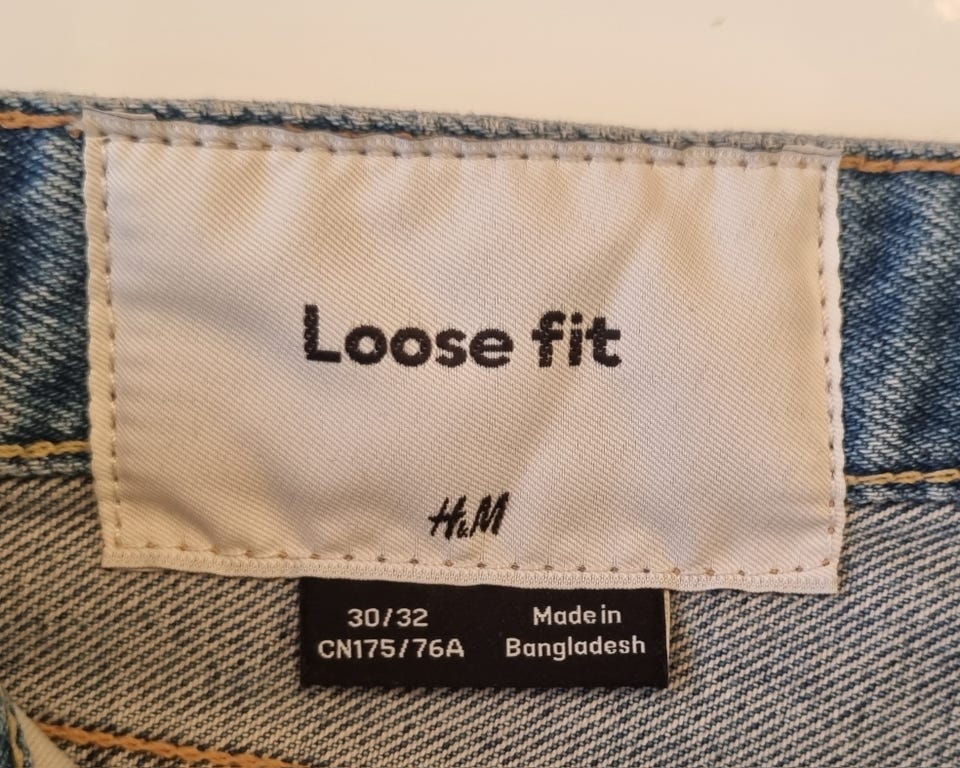 Loose fit
H&M
30/32
CN175/76A
Made in
Bangladesh